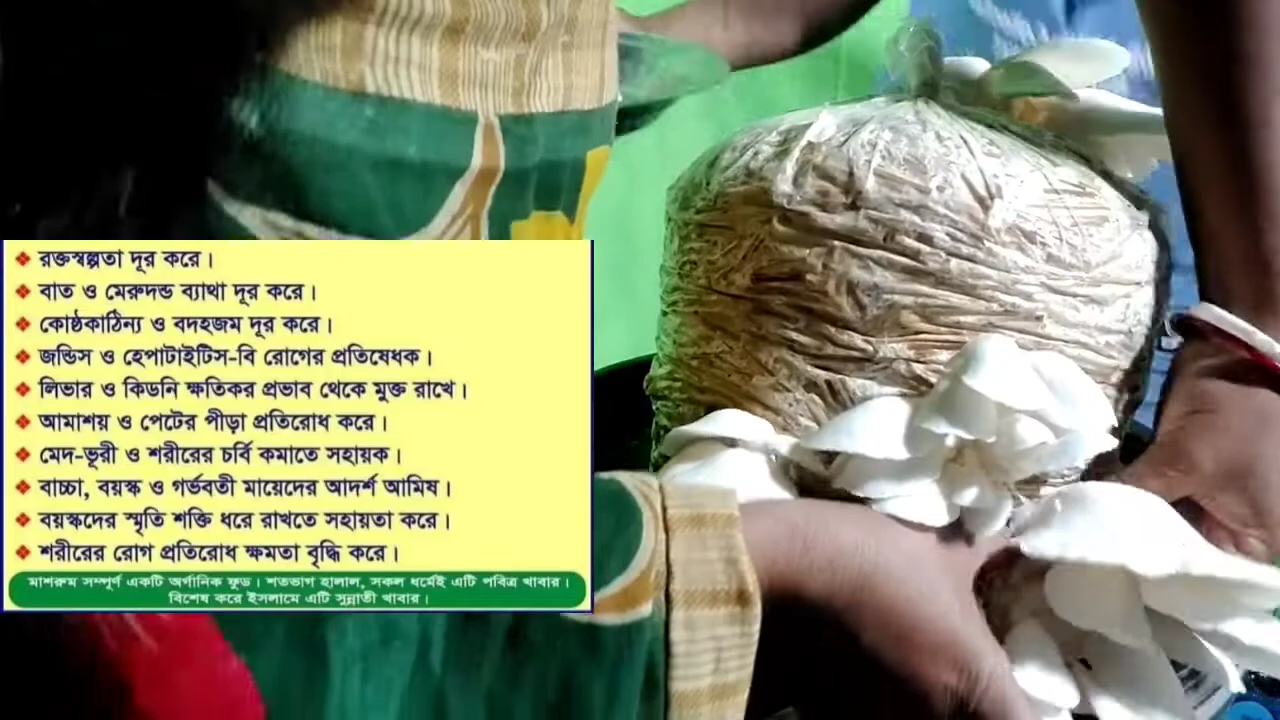 ❖ রক্তস্বল্পতা দূর করে।
❖ বাত ও মেরুদন্ড ব্যাথা দূর করে।
❖ কোষ্ঠকাঠিন্য ও বদহজম দূর করে।
❖ জন্ডিস ও হেপাটাইটিস-বি রোগের প্রতিষেধক।
❖ লিভার ও কিডনি ক্ষতিকর প্রভাব থেকে মুক্ত রাখে।
❖ আমাশয় ও পেটের পীড়া প্রতিরোধ করে।
❖ মেদ-ভূরী ও শরীরের চর্বি কমাতে সহায়ক।
❖ বাচ্চা, বয়স্ক ও গর্ভবতী মায়েদের আদর্শ আমিষ।
❖ বয়স্কদের স্মৃতি শক্তি ধরে রাখতে সহায়তা করে।
❖ শরীরের রোগ প্রতিরোধ ক্ষমতা বৃদ্ধি করে।
মাশরুম সম্পূর্ণ একটি অর্গানিক ফুড। শতভাগ হালাল, সকল ধর্মেই এটি পবিত্র খাবার।
বিশেষ করে ইসলামে এটি সুন্নাতী খাবার।